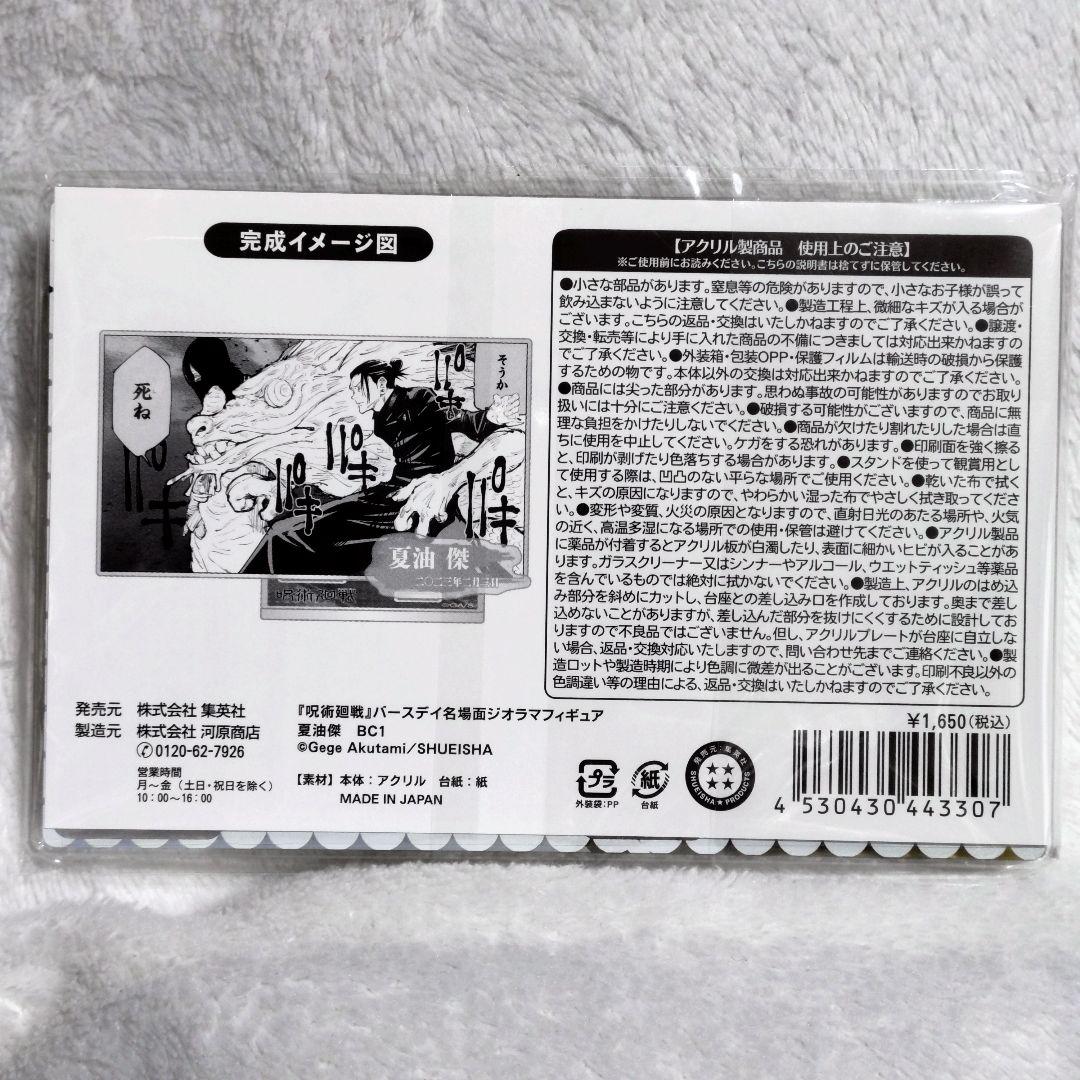 完成イメージ図
そうか
死ね
パキ
パキ
パキ
パキ
夏油 傑
二〇二三年二月三日
呪術廻戦
【アクリル製商品 使用上のご注意】
※ご使用前にお読みください。こちらの説明書は捨てずに保管してください。
●小さな部品があります。窒息等の危険がありますので、小さなお子様が誤って
飲み込まないように注意してください。●製造工程上、微細なキズが入る場合が
ございます。こちらの返品・交換はいたしかねますのでご了承ください。●譲渡・
交換・転売等により手に入れた商品の不備につきましては対応出来かねますの
でご了承ください。●外装箱・包装OPP・保護フィルムは輸送時の破損から保護
するための物です。本体以外の交換は対応出来かねますのでご了承ください。
●商品には尖った部分があります。思わぬ事故の可能性がありますのでお取り
扱いには十分にご注意ください。●破損する可能性がございますので、商品に無
理な負担をかけたりしないでください。●商品が欠けたり割れたりした場合は直
ちに使用を中止してください。ケガをする恐れがあります。●印刷面を強く擦る
と、印刷が剥げたり色落ちする場合があります。●スタンドを使って観賞用とし
て使用する際は、凹凸のない平らな場所でご使用ください。●乾いた布で拭く
と、キズの原因になりますので、やわらかい湿った布でやさしく拭き取ってくださ
い。●変形や変質、火災の原因となりますので、直射日光のあたる場所や、火気
の近く、高温多湿になる場所での使用・保管は避けてください。●アクリル製品
に薬品が付着するとアクリル板が白濁したり、表面に細かいヒビが入ることがあ
ります。ガラスクリーナー又はシンナーやアルコール、ウエットティッシュ等薬品
を含んでいるものでは絶対に拭かないでください。●製造上、アクリルのはめ込
み部分を斜めにカットし、台座との差し込み口を作成しております。奥まで差し
込めないことがありますが、差し込んだ部分を抜けにくくするために設計してお
りますので不良品ではございません。但し、アクリルプレートが台座に自立しな
い場合、返品・交換対応いたしますので、問い合わせ先までご連絡ください。●製
造ロットや製造時期により色調に微差が出ることがございます。印刷不良以外の
色調違い等の理由による、返品・交換はいたしかねますのでご了承ください。
発売元 株式会社 集英社
製造元 株式会社 河原商店
0120-62-7926
営業時間
月～金（土日・祝日を除く）
10：00～16：00
『呪術廻戦』バースデイ名場面ジオラマフィギュア
夏油傑 BC1
©Gege Akutami/SHUEISHA
【素材】本体：アクリル 台紙：紙
MADE IN JAPAN
プラ
外装袋：PP
紙
台紙
発売元：集英社
SHUEISHA★PRODUCTS
¥1,650(税込)
4 530430 443307